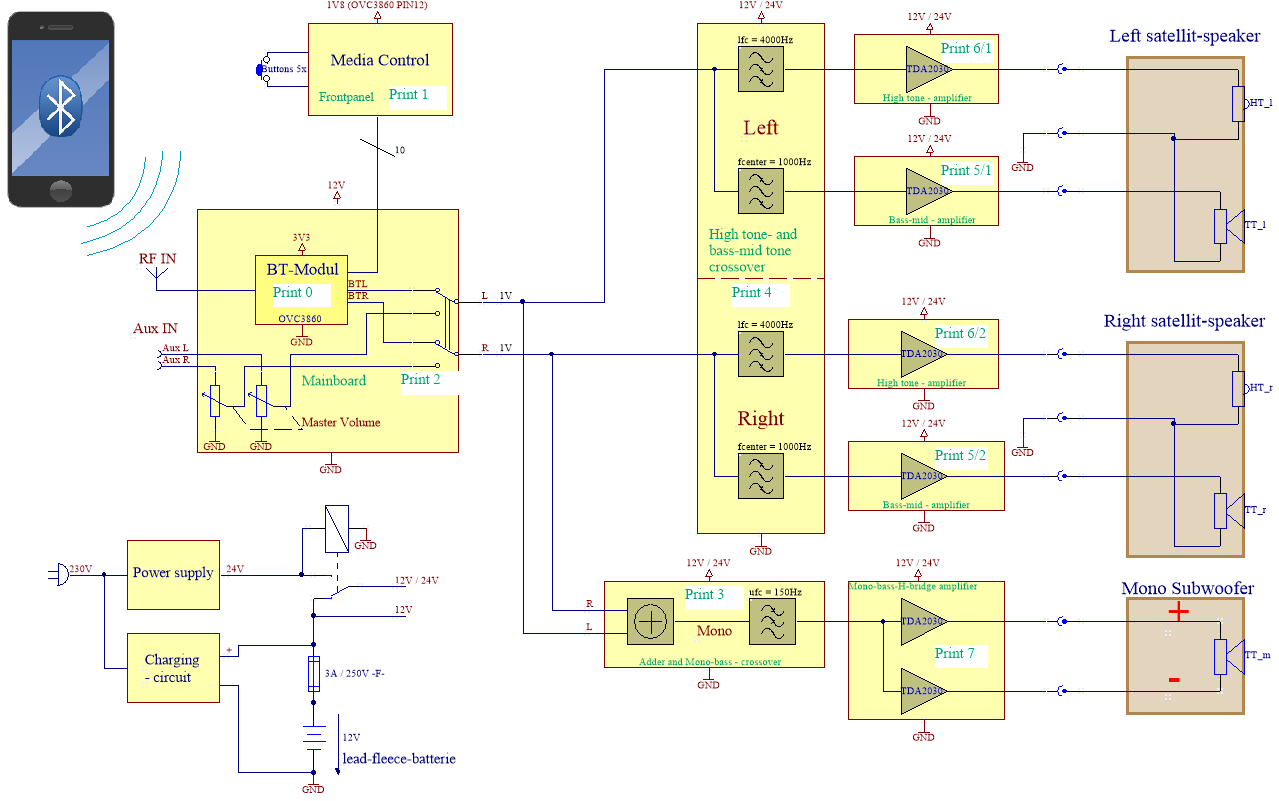 1V8 (OVC3860 PIN12)
Buttons 5x
Media Control
Frontpanel
Print 1
10
12V
RF IN
3V3
BT-Modul
Print 0
OVC3860
GND
BTL
BTR
L
1V
R
1V
Aux IN
Aux L
Aux R
Mainboard
Print 2
Master Volume
GND
GND
GND
12V / 24V
lfc = 4000Hz
Left
fcenter = 1000Hz
High tone- and
bass-mid tone
crossover
Print 4
lfc = 4000Hz
Right
fcenter = 1000Hz
GND
12V / 24V
Print 6/1
TDA2030
High tone - amplifier
GND
12V / 24V
Print 5/1
TDA2030
Bass-mid - amplifier
GND
12V / 24V
Print 6/2
TDA2030
High tone - amplifier
GND
12V / 24V
Print 5/2
TDA2030
Bass-mid - amplifier
GND
Left satellit-speaker
HT_l
GND
TT_l
Right satellit-speaker
HT_r
GND
TT_r
230V
Power supply
24V
GND
12V / 24V
12V
Charging
- circuit
+
3A / 250V -F-
12V
lead-fleece-batterie
GND
12V / 24V
Print 3
ufc = 150Hz
R
L
Mono
Adder and Mono-bass - crossover
GND
12V / 24V
Mono-bass-H-bridge amplifier
TDA2030
Print 7
TDA2030
GND
Mono Subwoofer
+
TT_m
-